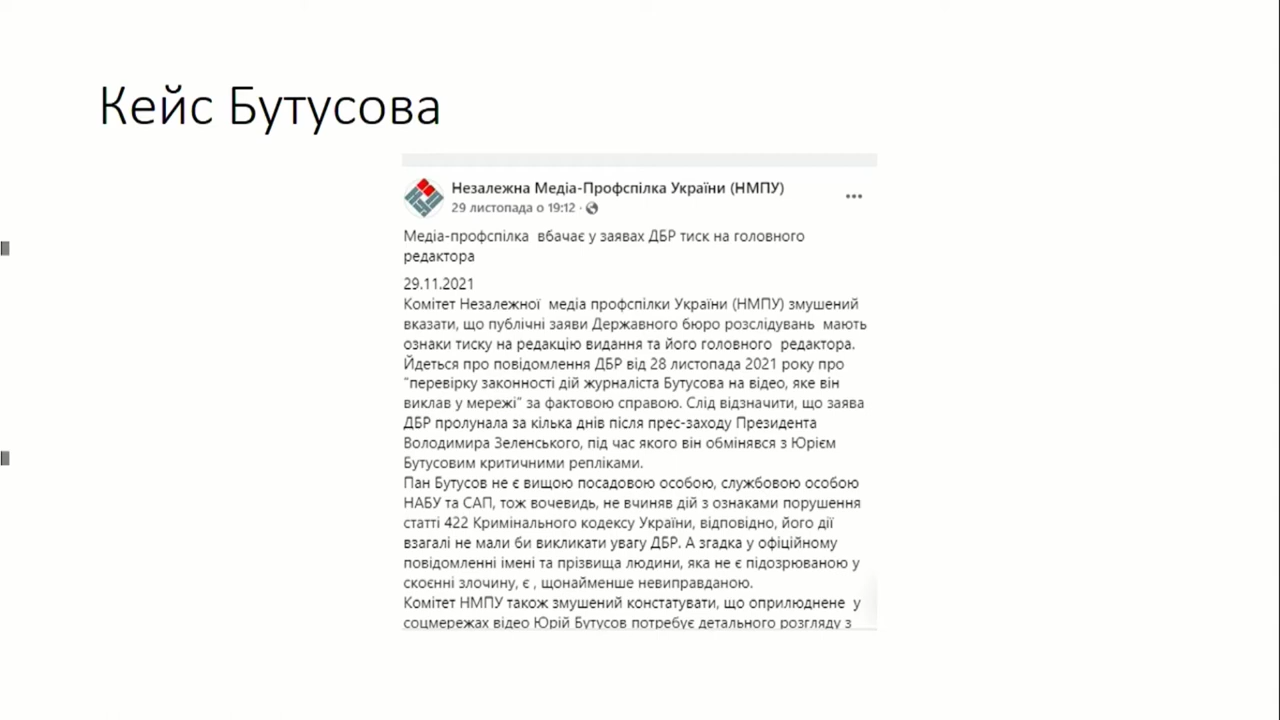 Кейс Бутусова
Незалежна Медіа-Профспілка України (НМПУ)
29 листопада о 19:12 ·
Медіа-профспілка вбачає у заявах ДБР тиск на головного
редактора
29.11.2021
Комітет Незалежної медіа профспілки України (НМПУ) змушений
вказати, що публічні заяви Державного бюро розслідувань мають
ознаки тиску на редакцію видання та його головного редактора.
Йдеться про повідомлення ДБР від 28 листопада 2021 року про
"перевірку законності дій журналіста Бутусова на відео, яке він
виклав у мережі" за фактовою справою. Слід відзначити, що заява
ДБР пролунала за кілька днів після прес-заходу Президента
Володимира Зеленського, під час якого він обмінявся з Юрієм
Бутусовим критичними репліками.
Пан Бутусов не є вищою посадовою особою, службовою особою
НАБУ та САП, тож вочевидь, не вчиняв дій з ознаками порушення
статті 422 Кримінального кодексу України, відповідно, його дії
взагалі не мали би викликати увагу ДБР. А згадка у офіційному
повідомленні імені та прізвища людини, яка не є підозрюваною у
скоєнні злочину, є , щонайменше невиправданою.
Комітет НМПУ також змушений констатувати, що оприлюднене у
соцмережах відео Юрій Бутусов потребує детального розгляду з